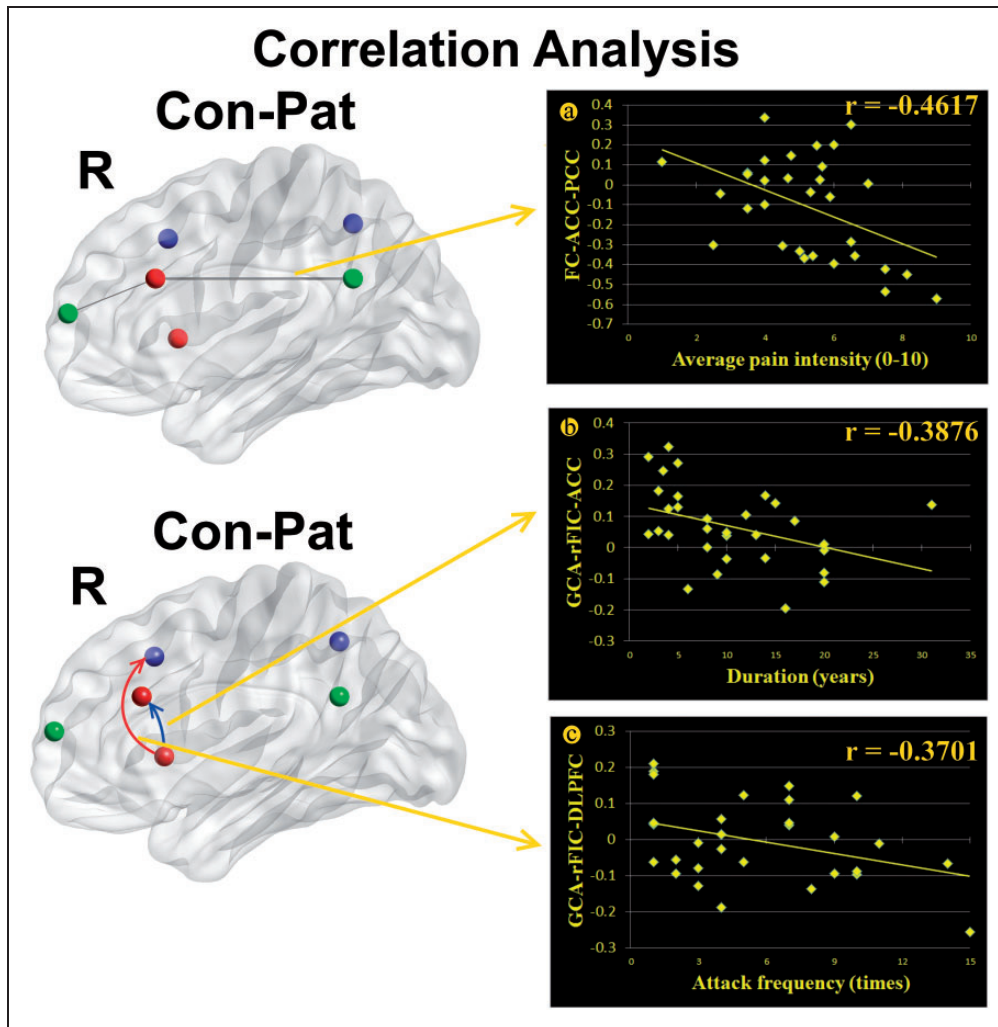 Correlation Analysis
Con-Pat
R
a
r = -0.4617
FC-ACC-PCC
0.4
0.3
0.2
0.1
0
-0.1
-0.2
-0.3
-0.4
-0.5
-0.6
-0.7
0 2 4 6 8 10
Average pain intensity (0-10)
Con-Pat
R
b
r = -0.3876
GCA-rFIC-ACC
0.4
0.3
0.2
0.1
0
-0.1
-0.2
-0.3
0 5 10 15 20 25 30 35
Duration (years)
c
r = -0.3701
GCA-rFIC-DLPFC
0.3
0.2
0.1
0
-0.1
-0.2
-0.3
0 3 6 9 12 15
Attack frequency (times)